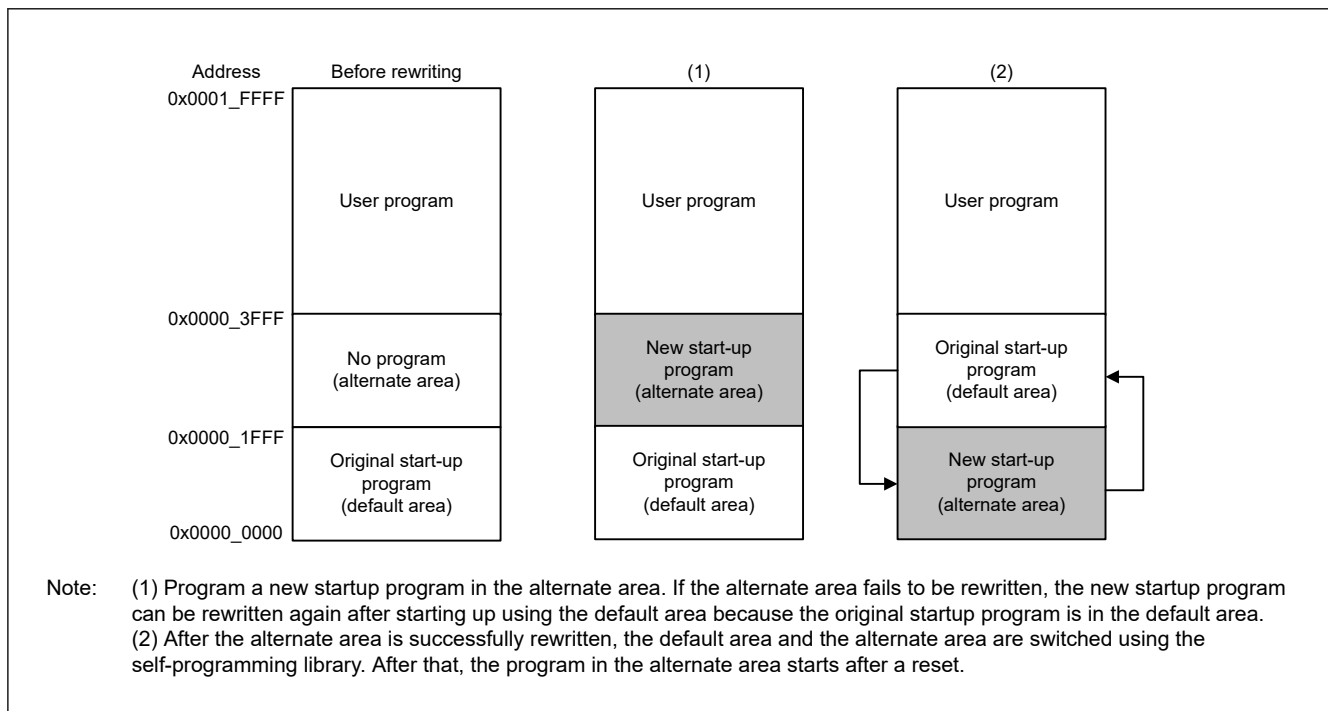 Address
Before rewriting
(1)
(2)
0x0001_FFFF
User program
User program
User program
0x0000_3FFF
No program
(alternate area)
New start-up
program
(alternate area)
Original start-up
program
(default area)
0x0000_1FFF
Original start-up
program
(default area)
Original start-up
program
(default area)
New start-up
program
(alternate area)
0x0000_0000
Note: (1) Program a new startup program in the alternate area. If the alternate area fails to be rewritten, the new startup program
can be rewritten again after starting up using the default area because the original startup program is in the default area.
(2) After the alternate area is successfully rewritten, the default area and the alternate area are switched using the
self-programming library. After that, the program in the alternate area starts after a reset.